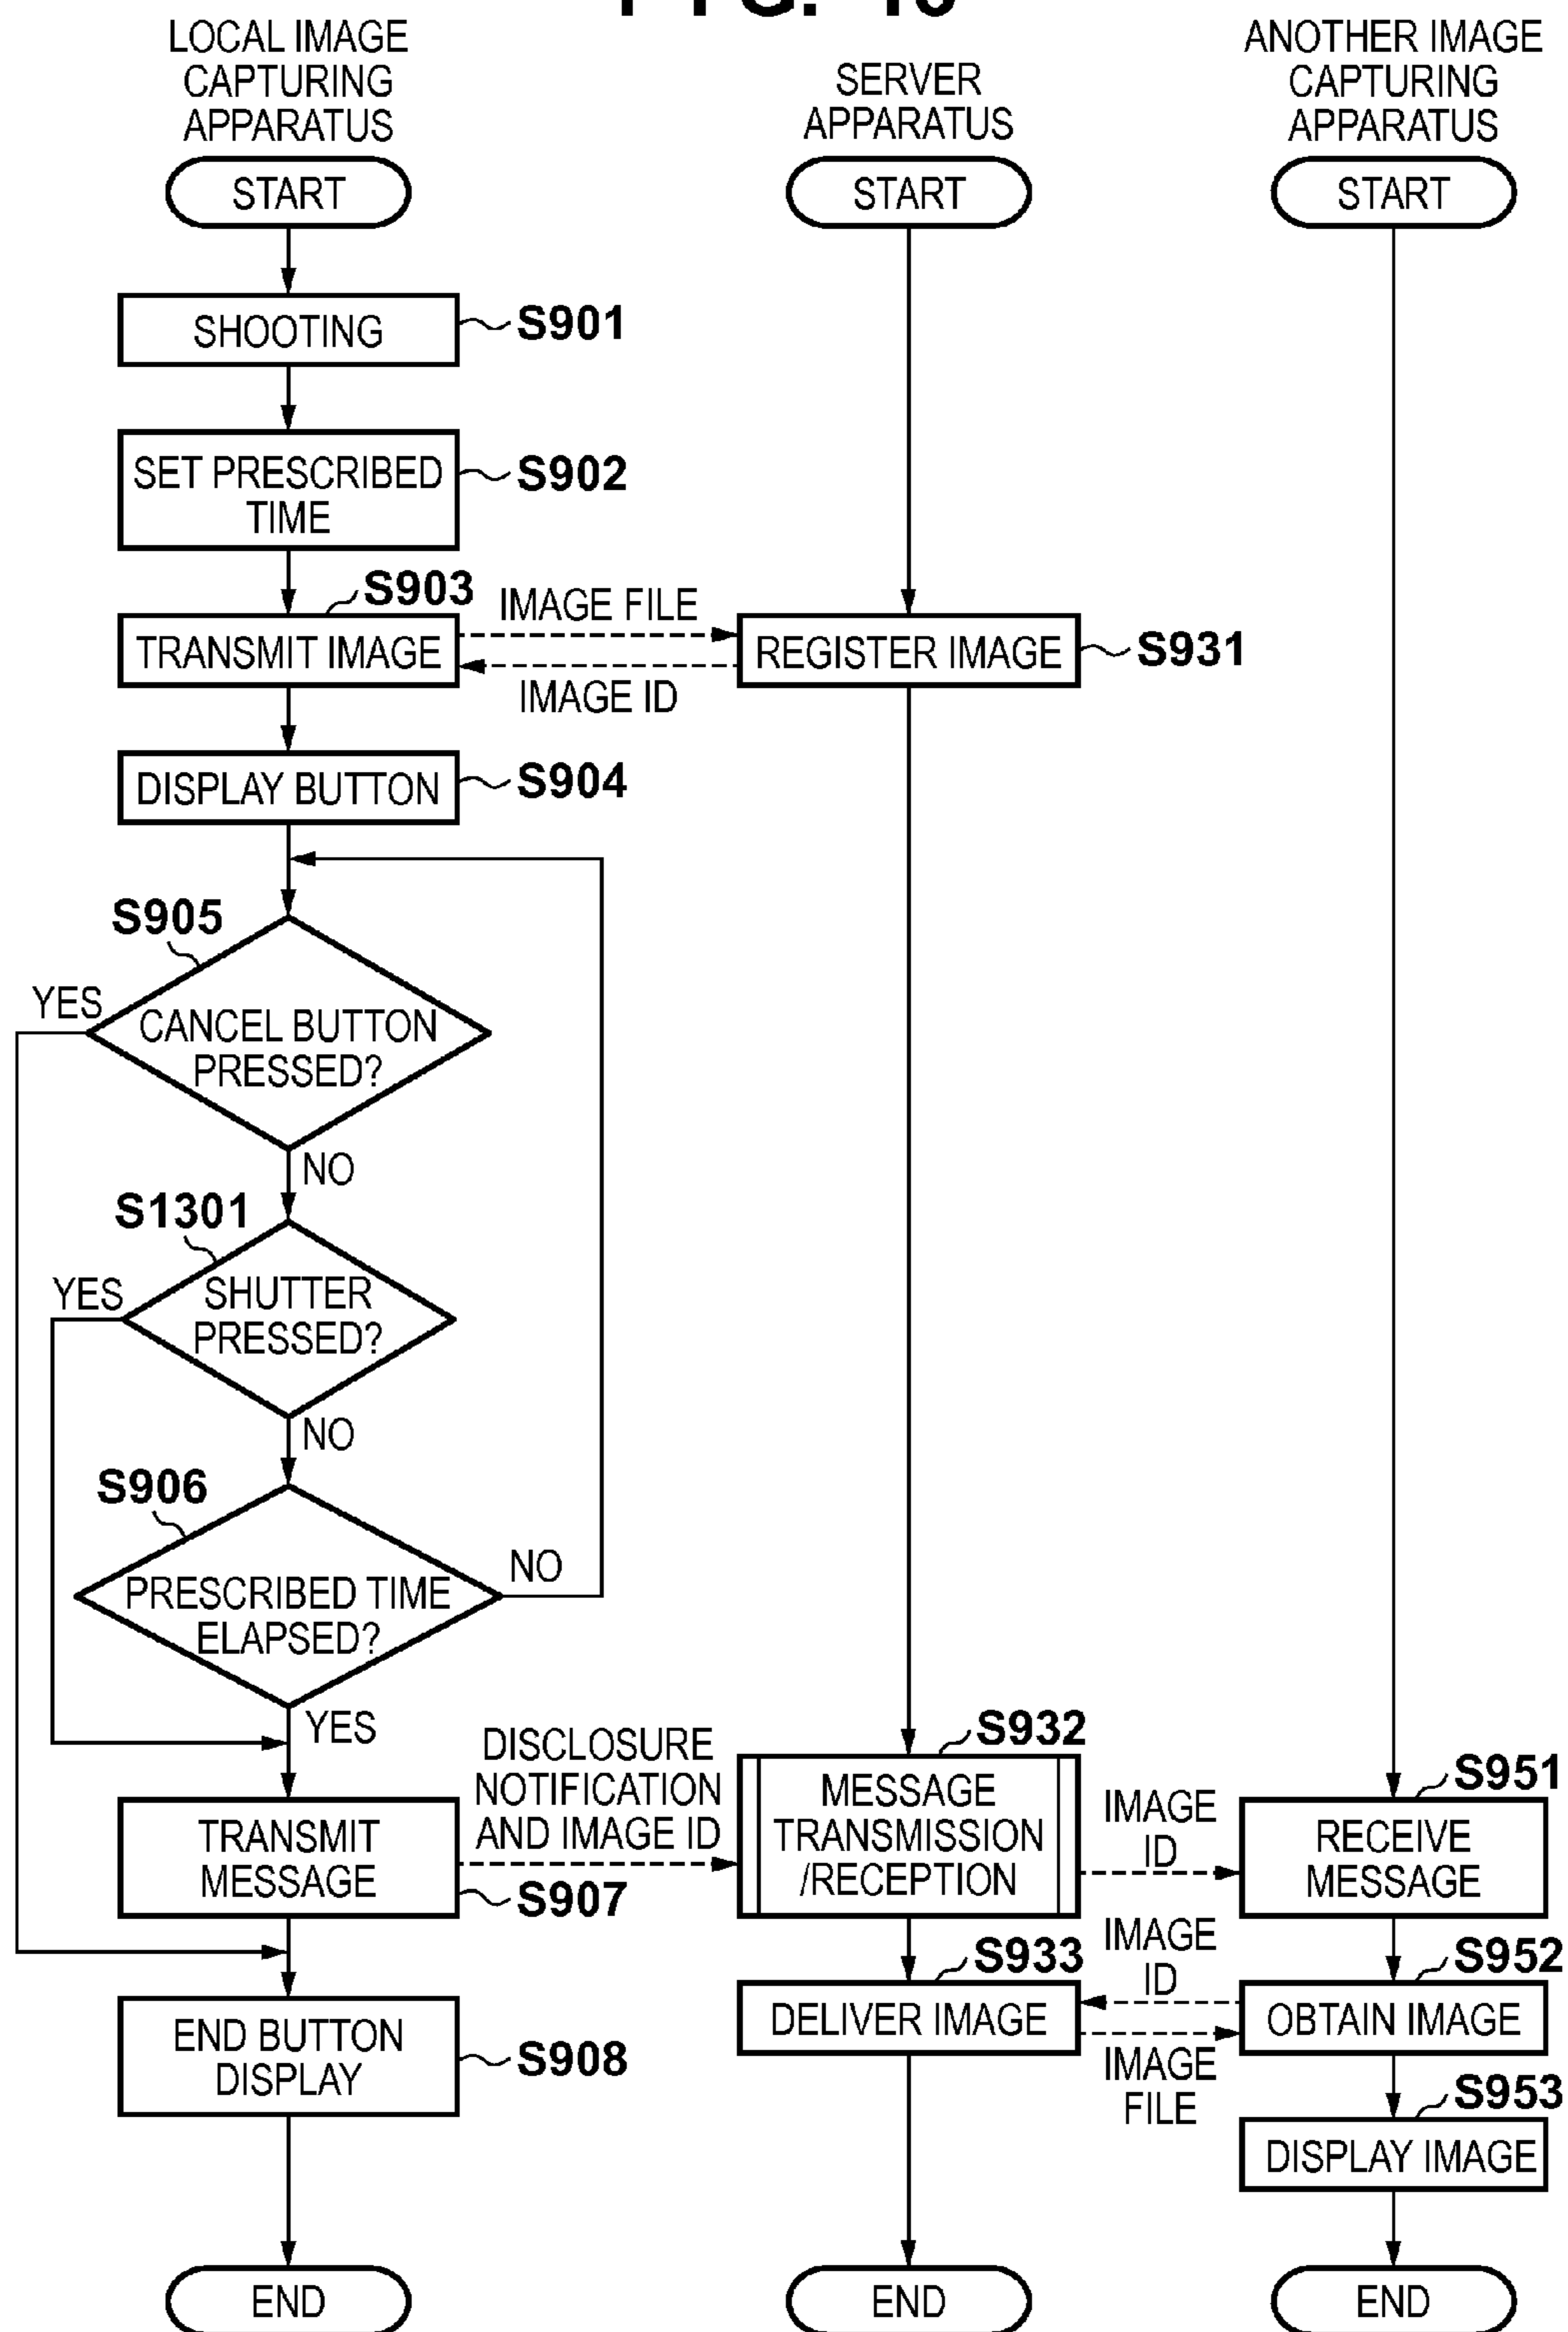 FIG. 13
LOCAL IMAGE
CAPTURING
APPARATUS
SERVER
APPARATUS
ANOTHER IMAGE
CAPTURING
APPARATUS
START
START
START
SHOOTING
S901
SET PRESCRIBED
TIME
S902
S903
TRANSMIT IMAGE
IMAGE FILE
IMAGE ID
REGISTER IMAGE
S931
DISPLAY BUTTON
S904
S905
YES
CANCEL BUTTON
PRESSED?
NO
S1301
YES
SHUTTER
PRESSED?
NO
S906
PRESCRIBED TIME
ELAPSED?
NO
YES
DISCLOSURE
NOTIFICATION
AND IMAGE ID
TRANSMIT
MESSAGE
S907
S932
MESSAGE
TRANSMISSION
/RECEPTION
IMAGE
ID
S951
RECEIVE
MESSAGE
S933
DELIVER IMAGE
IMAGE
ID
IMAGE
FILE
S952
OBTAIN IMAGE
END BUTTON
DISPLAY
S908
S953
DISPLAY IMAGE
END
END
END